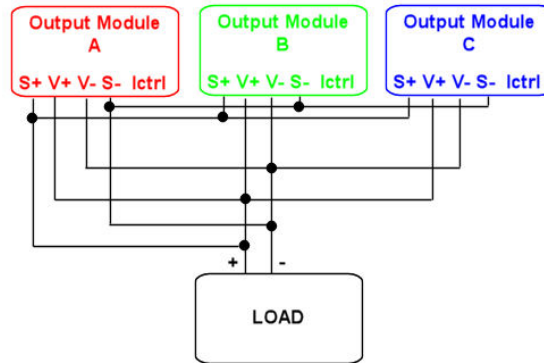 Output Module
A
S+ V+ V- S- Ictrl
Output Module
B
S+ V+ V- S- Ictrl
Output Module
C
S+ V+ V- S- Ictrl
+ -
LOAD